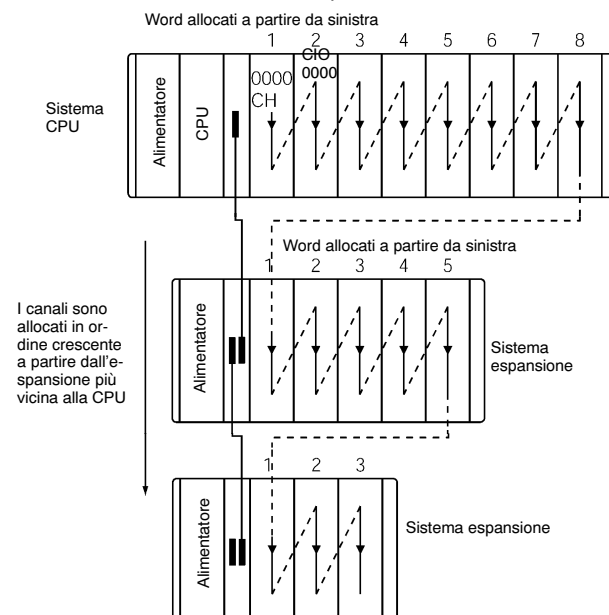 Word allocati a partire da sinistra
1 2 3 4 5 6 7 8
CIO
0000
0000
CH
Sistema
CPU
Alimentatore
CPU
Word allocati a partire da sinistra
1 2 3 4 5
I canali sono
allocati in or-
dine crescente
a partire dall'e-
spansione più
vicina alla CPU
Alimentatore
Sistema
espansione
1 2 3
Alimentatore
Sistema espansione